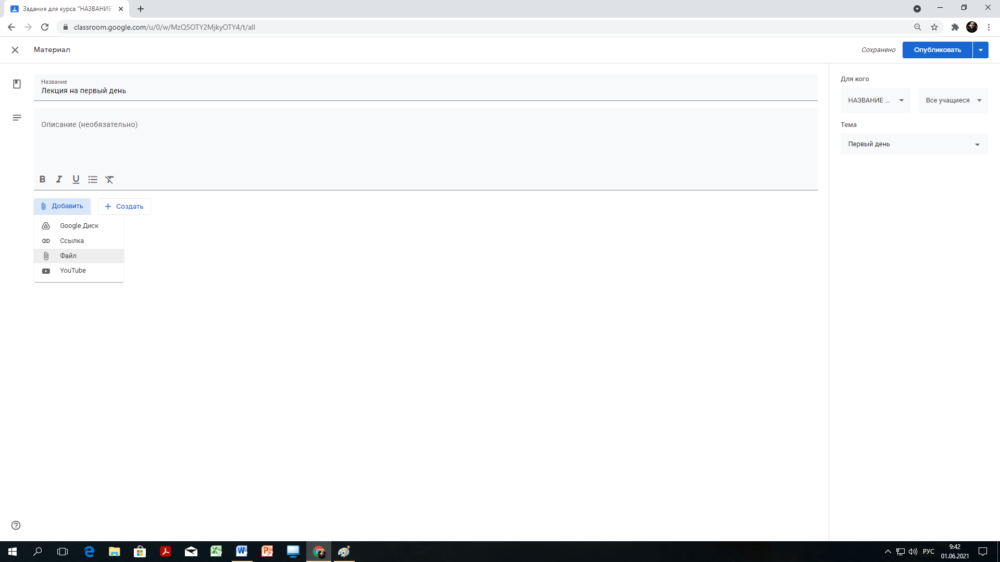 Задания для курса "НАЗВАНИЕ
classroom.google.com/u/0/w/MzQ5OTY2MjkyOTY4/t/all
Материал
Сохранено
Опубликовать
Название
Лекция на первый день
Описание (необязательно)
B I U
Добавить
Создать
Google Диск
Ссылка
Файл
YouTube
Для кого
НАЗВАНИЕ ...
Все учащиеся
Тема
Первый день
РУС
9:42
01.06.2021